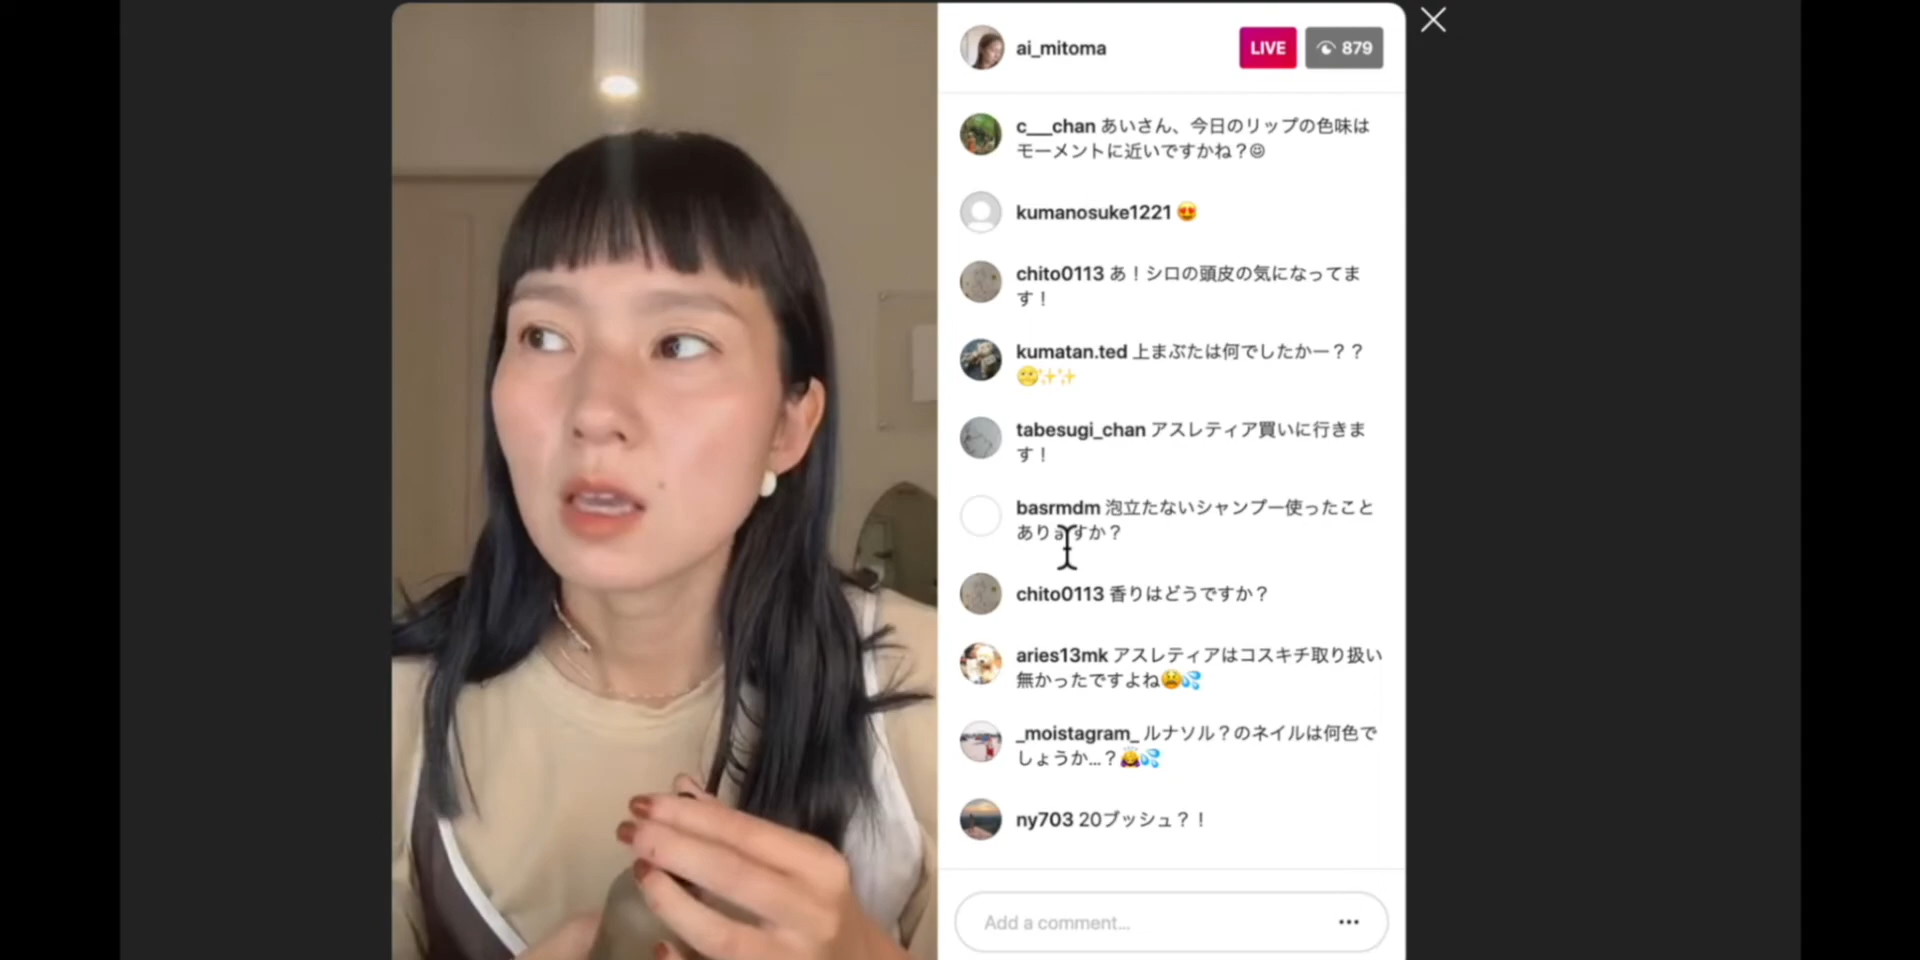 ai_mitoma
LIVE
879
c___chan あいさん、今日のリップの色味は
モーメントに近いですかね？☺
kumanosuke1221 😍
chito0113 あ！シロの頭皮の気になってま
す！
kumatan.ted 上まぶたは何でしたかー？？
🥺✨✨
tabesugi_chan アスレティア買いに行きま
す！
basrmdm 泡立たないシャンプー使ったこと
ありますか？
chito0113 香りはどうですか？
aries13mk アスレティアはコスキチ取り扱い
無かったですよね😫💦
_moistagram_ ルナソル？のネイルは何色で
しょうか...？🙇‍♀️💦
ny703 20プッシュ？！
Add a comment...